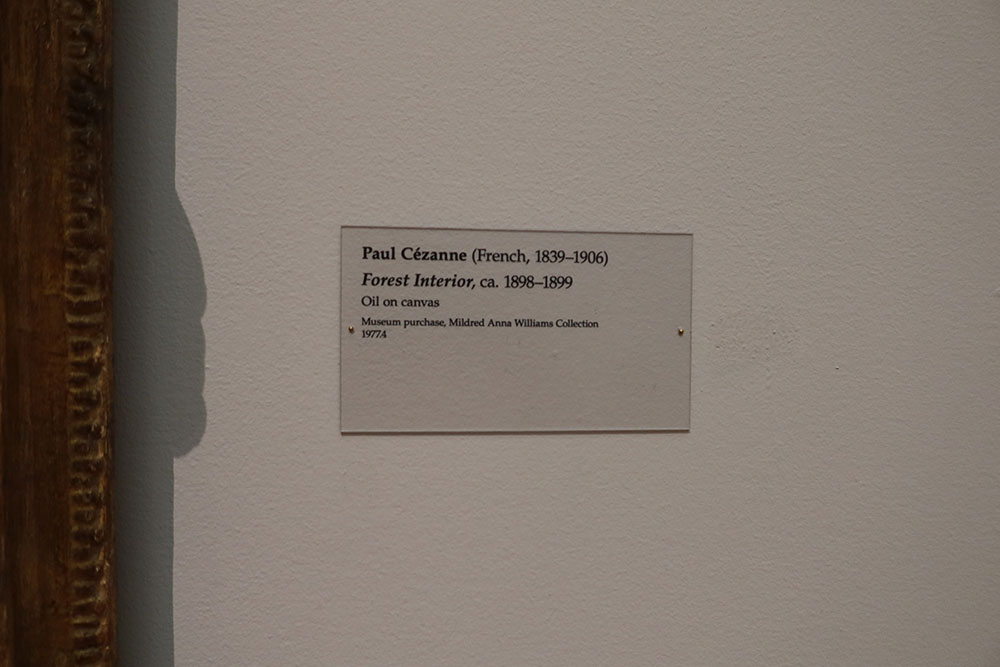 Paul Cézanne (French, 1839–1906)
Forest Interior, ca. 1898–1899
Oil on canvas
Museum purchase, Mildred Anna Williams Collection
1977.4